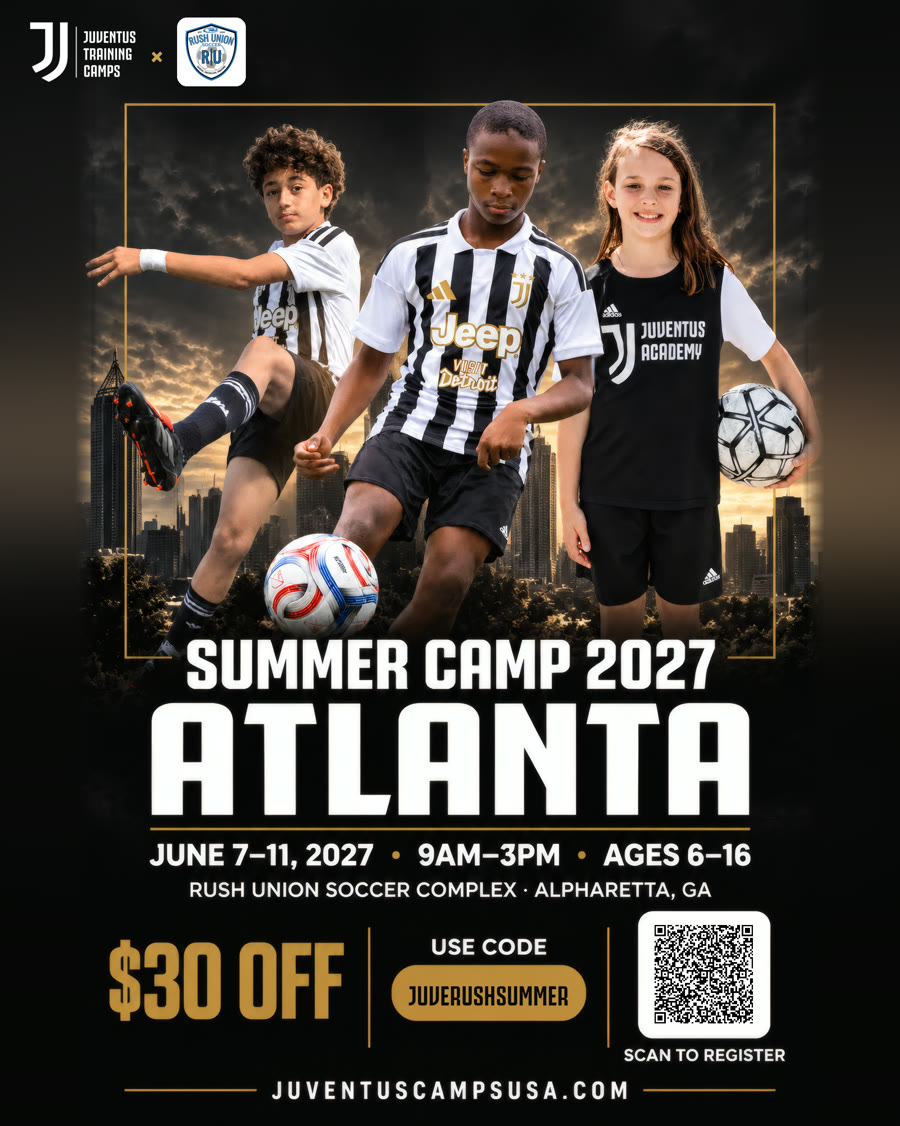 JUVENTUS
TRAINING
CAMPS
×
RUSH UNION
SOCCER
RU
Jeep
Jeep
VISIT
Detroit
JUVENTUS
ACADEMY
SUMMER CAMP 2027
ATLANTA
JUNE 7–11, 2027 • 9AM–3PM • AGES 6–16
RUSH UNION SOCCER COMPLEX · ALPHARETTA, GA
$30 OFF
USE CODE
JUVERUSHSUMMER
SCAN TO REGISTER
JUVENTUSCAMPSUSA.COM